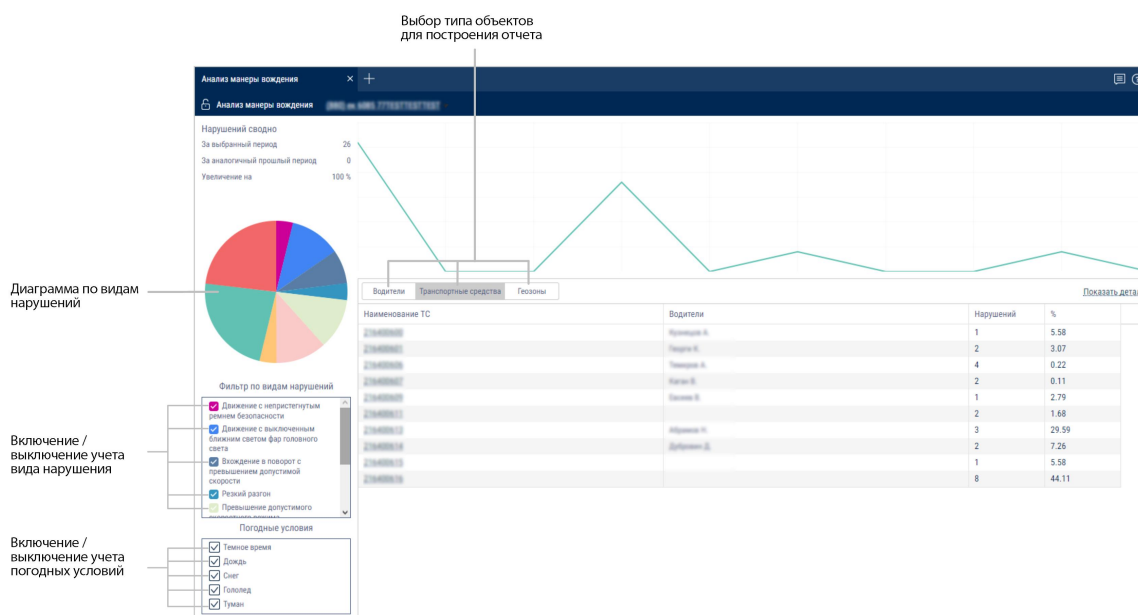 Выбор типа объектов
для построения отчета
Анализ манеры вождения
Анализ манеры вождения
Нарушений сводно
За выбранный период 26
За аналогичный прошлый период 0
Увеличение на 100 %
Диаграмма по видам
нарушений
Водители Транспортные средства Геозоны
Показать дета
Наименование ТС Водители Нарушений %
1 5.58
2 3.07
4 0.22
2 0.11
1 2.79
2 1.68
3 29.59
2 7.26
1 5.58
8 44.11
Фильтр по видам нарушений
Движение с непристегнутым
ремнем безопасности
Движение с выключенным
ближним светом фар головного
света
Вхождение в поворот с
превышением допустимой
скорости
Резкий разгон
Превышение допустимого
Включение /
выключение учета
вида нарушения
Погодные условия
Темное время
Дождь
Снег
Гололед
Туман
Включение /
выключение учета
погодных условий